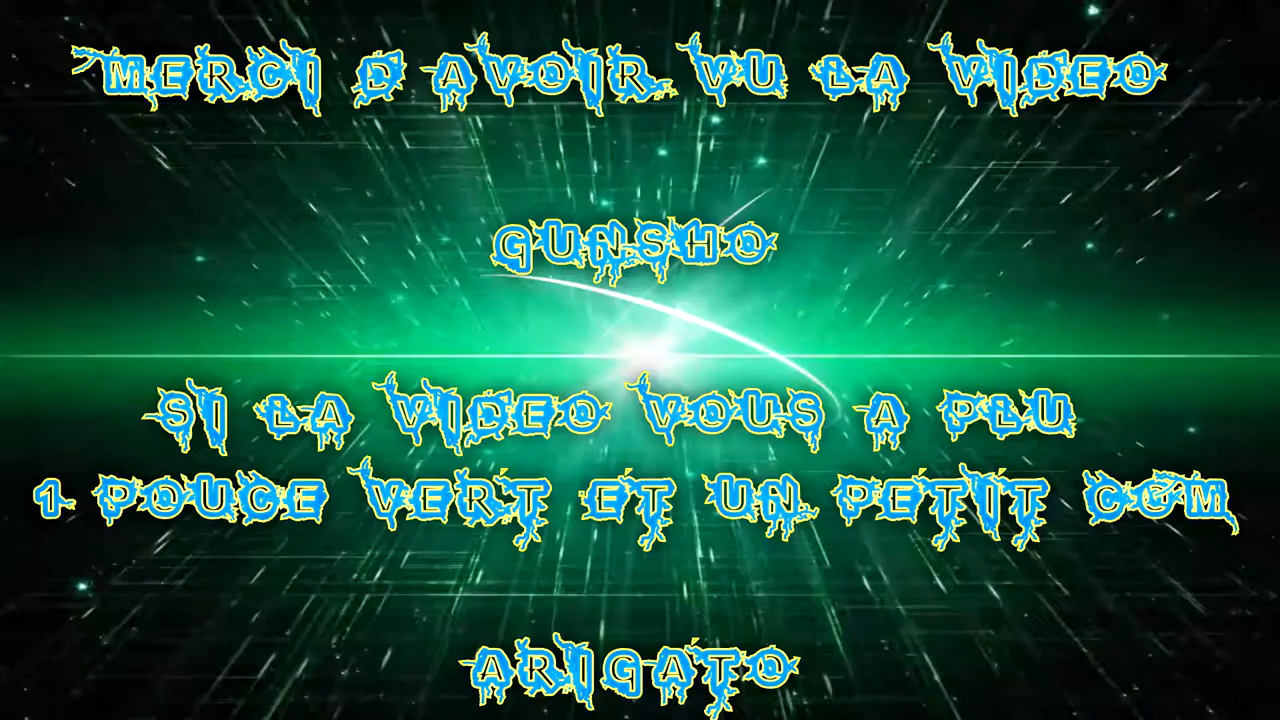 MERCI D AVOIR VU LA VIDEO
GUNSHO
SI LA VIDEO VOUS A PLU
1 POUCE VERT ET UN PETIT COM
ARIGATO